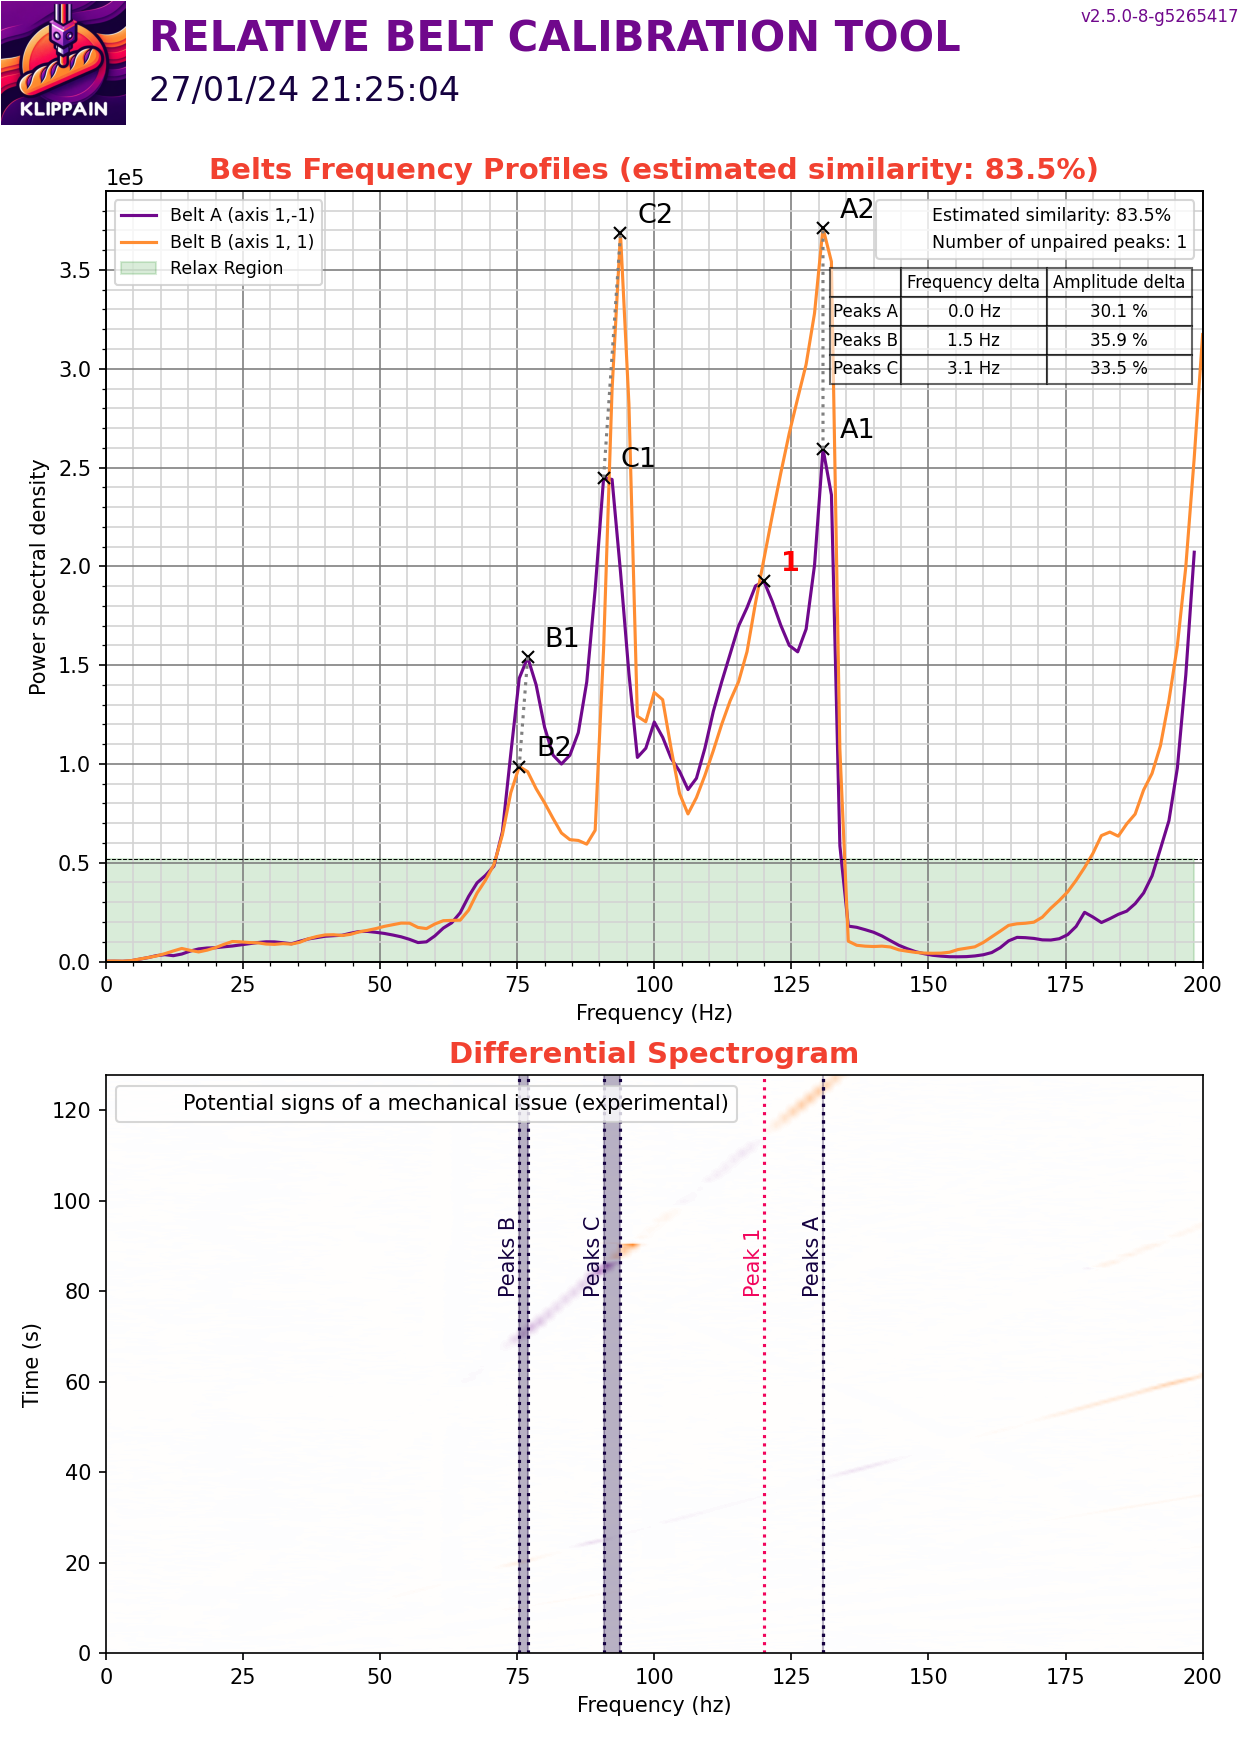 v2.5.0-8-g5265417
RELATIVE BELT CALIBRATION TOOL
27/01/24 21:25:04
KLIPPAIN
Belts Frequency Profiles (estimated similarity: 83.5%)
1e5
Belt A (axis 1,-1)
Belt B (axis 1, 1)
Relax Region
Estimated similarity: 83.5%
Number of unpaired peaks: 1
Frequency delta Amplitude delta
Peaks A 0.0 Hz 30.1 %
Peaks B 1.5 Hz 35.9 %
Peaks C 3.1 Hz 33.5 %
C2
A2
A1
C1
1
B1
B2
Power spectral density
3.5
3.0
2.5
2.0
1.5
1.0
0.5
0.0
0 25 50 75 100 125 150 175 200
Frequency (Hz)
Differential Spectrogram
Potential signs of a mechanical issue (experimental)
Peaks B
Peaks C
Peak 1
Peaks A
Time (s)
120
100
80
60
40
20
0
0 25 50 75 100 125 150 175 200
Frequency (hz)